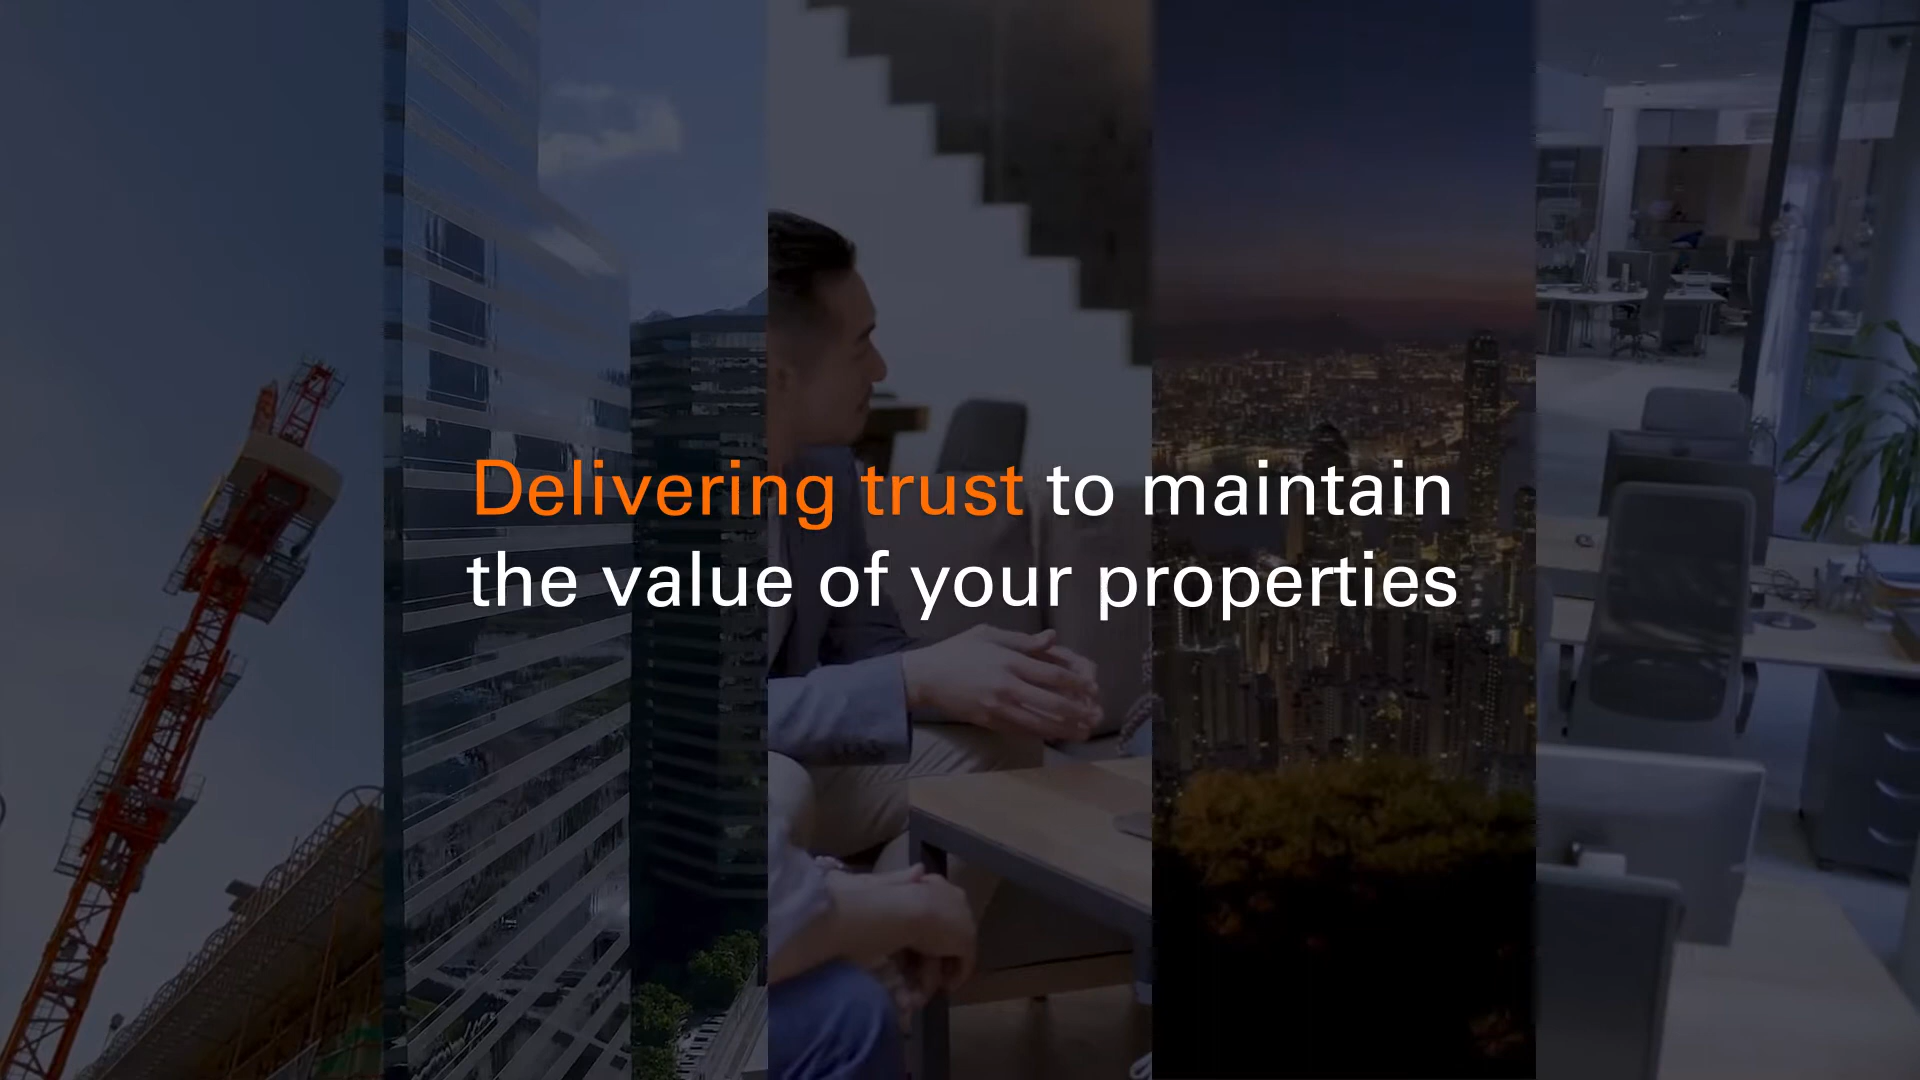 Delivering trust to maintain
the value of your properties